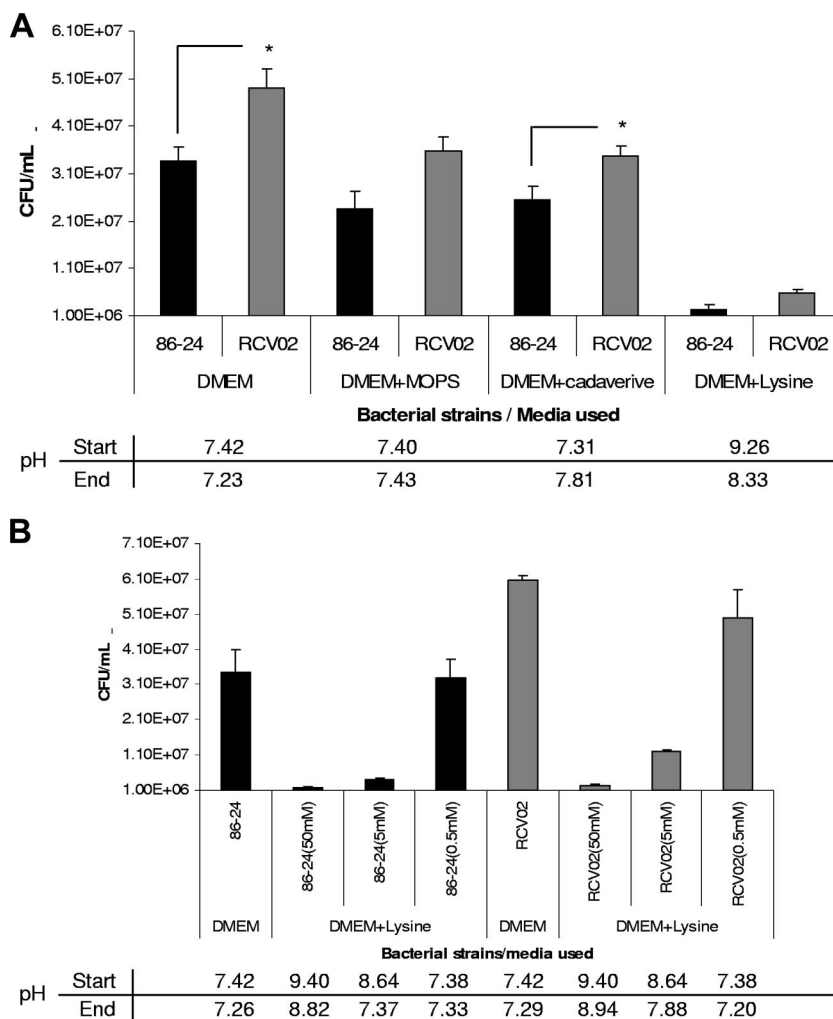 A
6.10E+07
5.10E+07
4.10E+07
3.10E+07
2.10E+07
1.10E+07
1.00E+06
CFU/mL
* *
86-24 RCV02 86-24 RCV02 86-24 RCV02 86-24 RCV02
DMEM DMEM+MOPS DMEM+cadaverive DMEM+Lysine
Bacterial strains / Media used
pH
Start 7.42 7.40 7.31 9.26
End 7.23 7.43 7.81 8.33
B
7.10E+07
6.10E+07
5.10E+07
4.10E+07
3.10E+07
2.10E+07
1.10E+07
1.00E+06
CFU/mL
86-24 86-24(50mM) 86-24(5mM) 86-24(0.5mM) RCV02 RCV02(50mM) RCV02(5mM) RCV02(0.5mM)
DMEM DMEM+Lysine DMEM DMEM+Lysine
Bacterial strains/media used
pH
Start 7.42 9.40 8.64 7.38 7.42 9.40 8.64 7.38
End 7.26 8.82 7.37 7.33 7.29 8.94 7.88 7.20